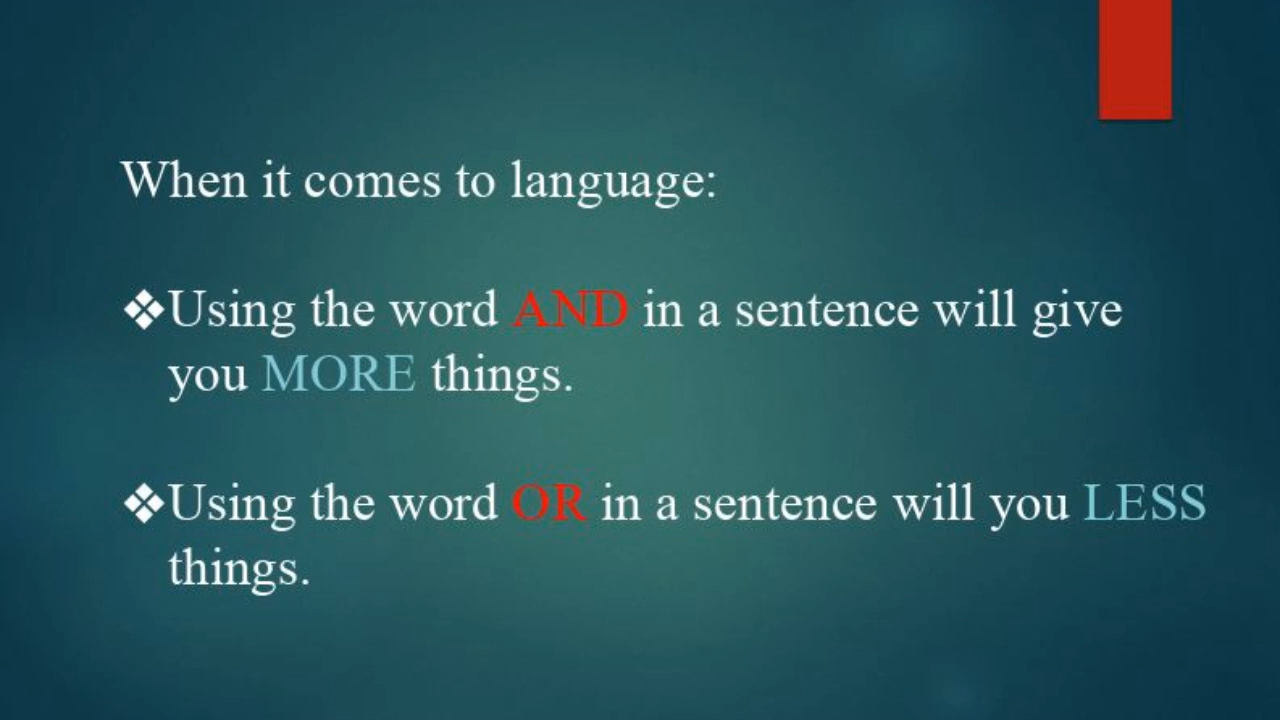 When it comes to language:
❖Using the word AND in a sentence will give
you MORE things.
❖Using the word OR in a sentence will you LESS
things.